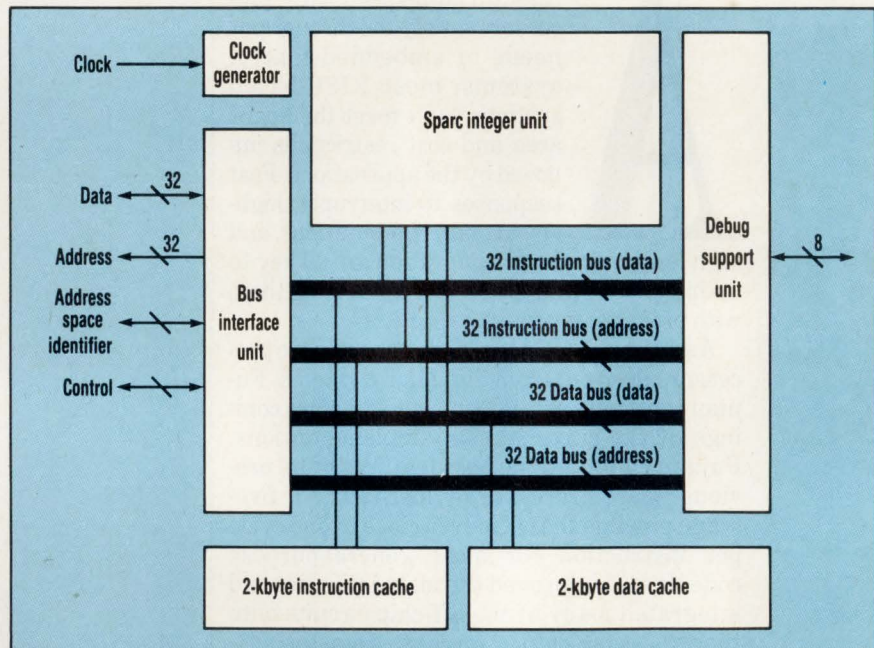 Clock
Clock
generator
Sparc integer unit
Data
32
Address
32
Address
space
identifier
Control
Bus
interface
unit
32 Instruction bus (data)
32 Instruction bus (address)
32 Data bus (data)
32 Data bus (address)
Debug
support
unit
8
2-kbyte instruction cache
2-kbyte data cache